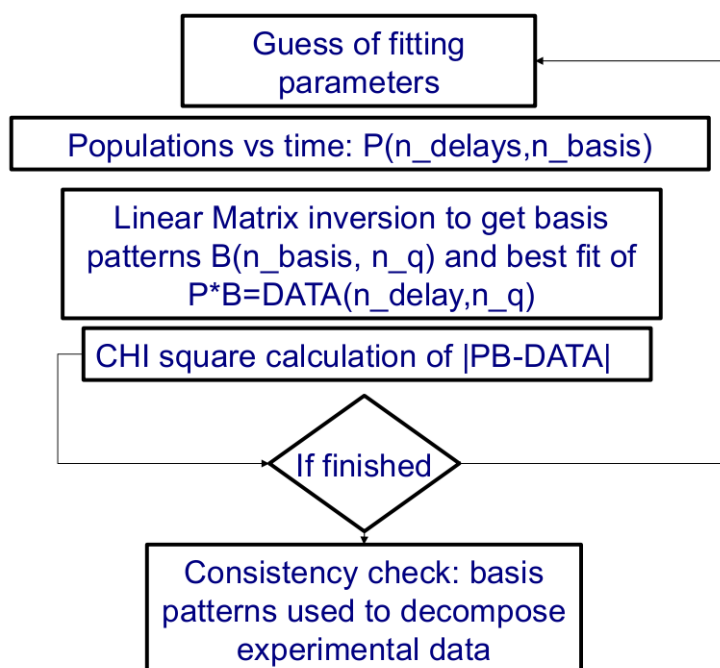 Guess of fitting
parameters
Populations vs time: P(n_delays,n_basis)
Linear Matrix inversion to get basis
patterns B(n_basis, n_q) and best fit of
P*B=DATA(n_delay,n_q)
CHI square calculation of |PB-DATA|
If finished
Consistency check: basis
patterns used to decompose
experimental data